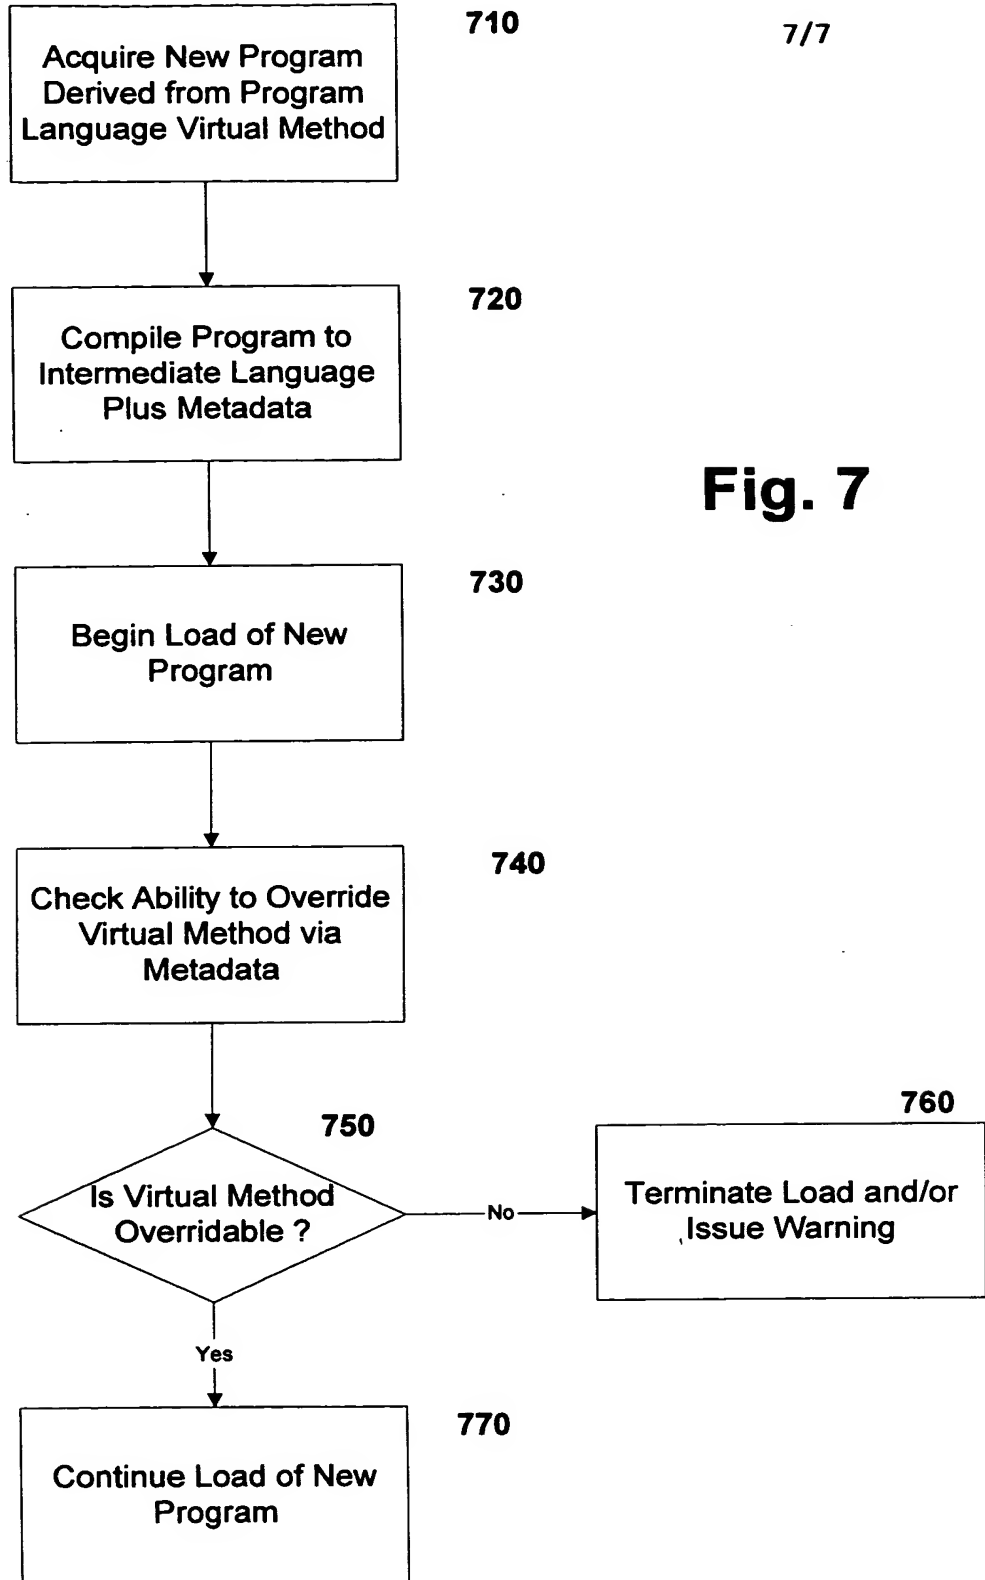 710
7/7
Acquire New Program
Derived from Program
Language Virtual Method
720
Compile Program to
Intermediate Language
Plus Metadata
Fig. 7
730
Begin Load of New
Program
740
Check Ability to Override
Virtual Method via
Metadata
750
Is Virtual Method
Overridable ?
No
760
Terminate Load and/or
Issue Warning
Yes
770
Continue Load of New
Program